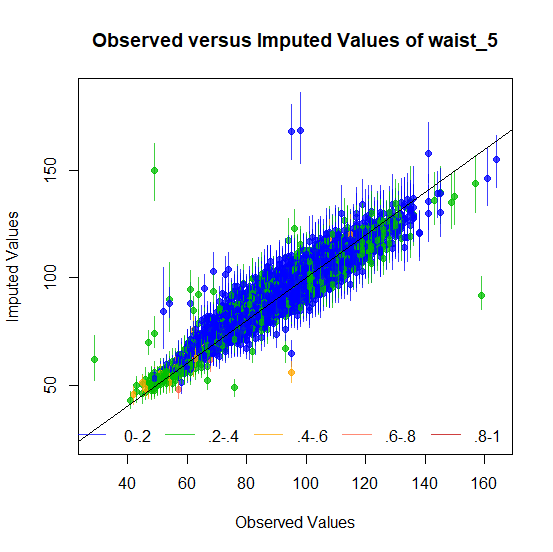 Observed versus Imputed Values of waist_5
Imputed Values
150
100
50
0-.2 .2-.4 .4-.6 .6-.8 .8-1
40 60 80 100 120 140 160
Observed Values